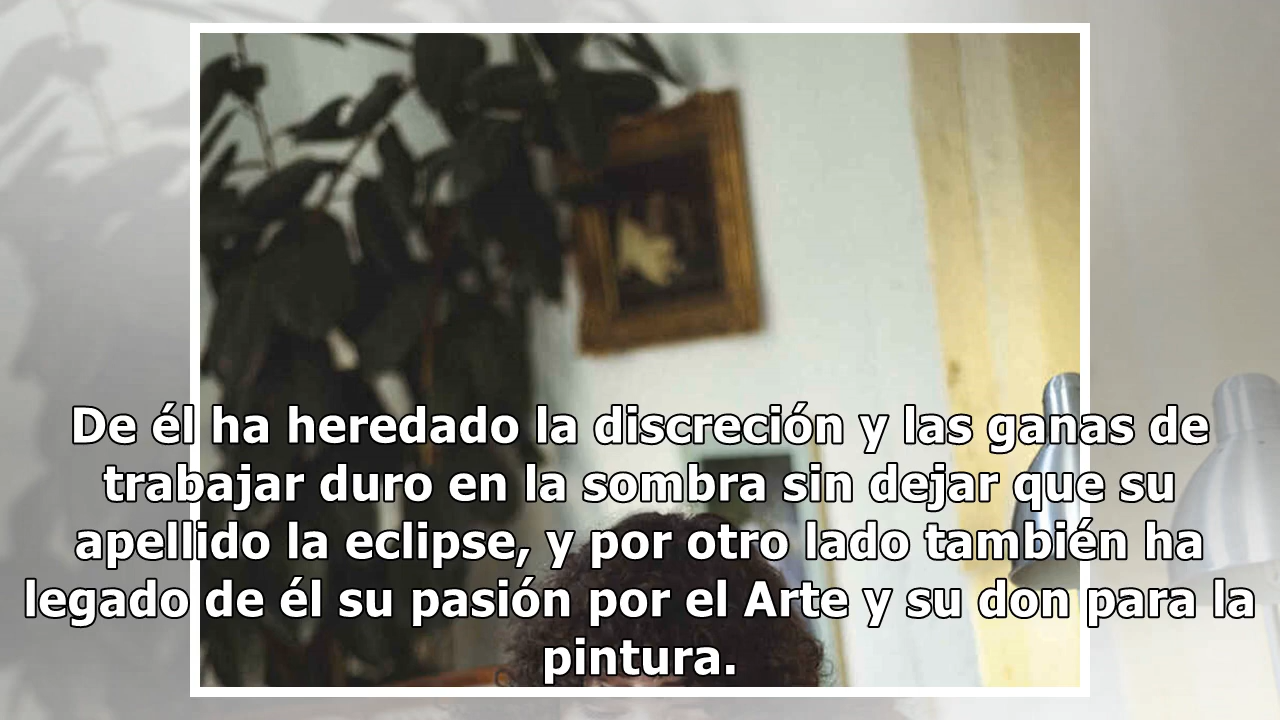 De él ha heredado la discreción y las ganas de
trabajar duro en la sombra sin dejar que su
apellido la eclipse, y por otro lado también ha
legado de él su pasión por el Arte y su don para la
pintura.